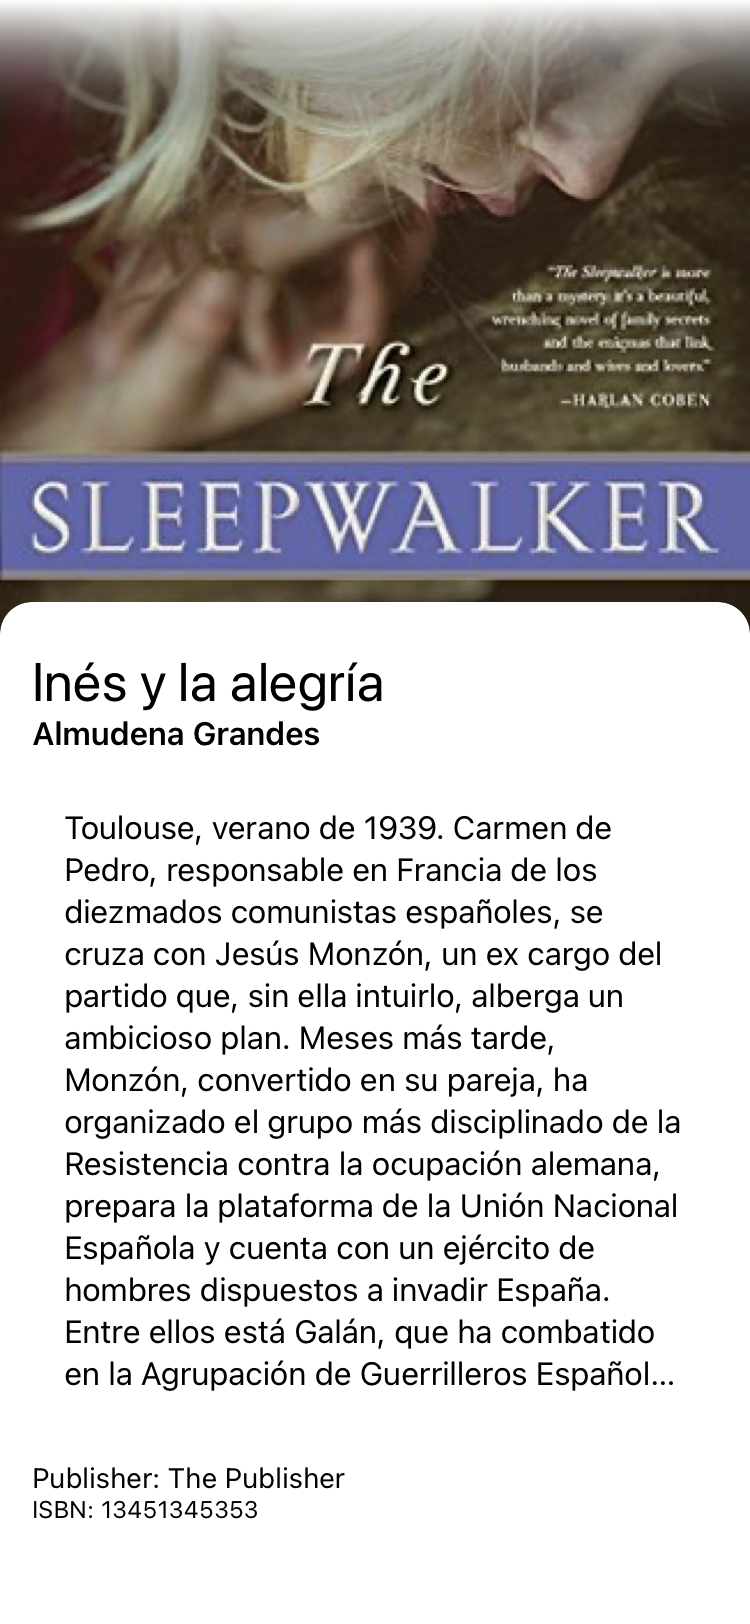 "The Sleepwalker is more
than a mystery. It's a beautiful,
wrenching novel of family secrets
and the enigmas that link
husbands and wives and lovers."
—HARLAN COBEN
The
SLEEPWALKER
Inés y la alegría
Almudena Grandes
Toulouse, verano de 1939. Carmen de
Pedro, responsable en Francia de los
diezmados comunistas españoles, se
cruza con Jesús Monzón, un ex cargo del
partido que, sin ella intuirlo, alberga un
ambicioso plan. Meses más tarde,
Monzón, convertido en su pareja, ha
organizado el grupo más disciplinado de la
Resistencia contra la ocupación alemana,
prepara la plataforma de la Unión Nacional
Española y cuenta con un ejército de
hombres dispuestos a invadir España.
Entre ellos está Galán, que ha combatido
en la Agrupación de Guerrilleros Español...
Publisher: The Publisher
ISBN: 13451345353